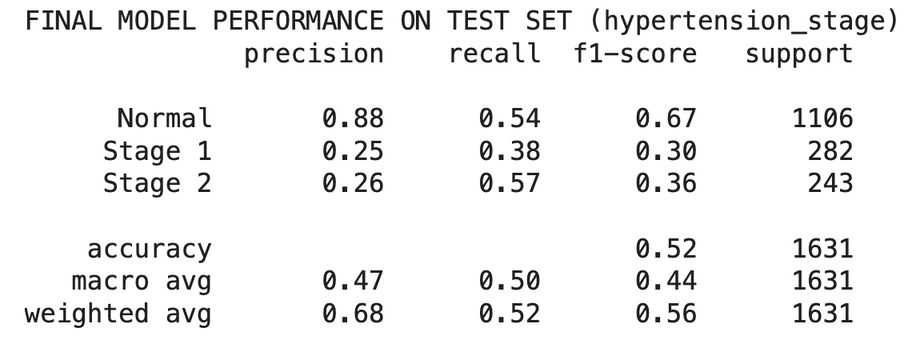 FINAL MODEL PERFORMANCE ON TEST SET (hypertension_stage)
precision recall f1-score support
Normal 0.88 0.54 0.67 1106
Stage 1 0.25 0.38 0.30 282
Stage 2 0.26 0.57 0.36 243
accuracy 0.52 1631
macro avg 0.47 0.50 0.44 1631
weighted avg 0.68 0.52 0.56 1631